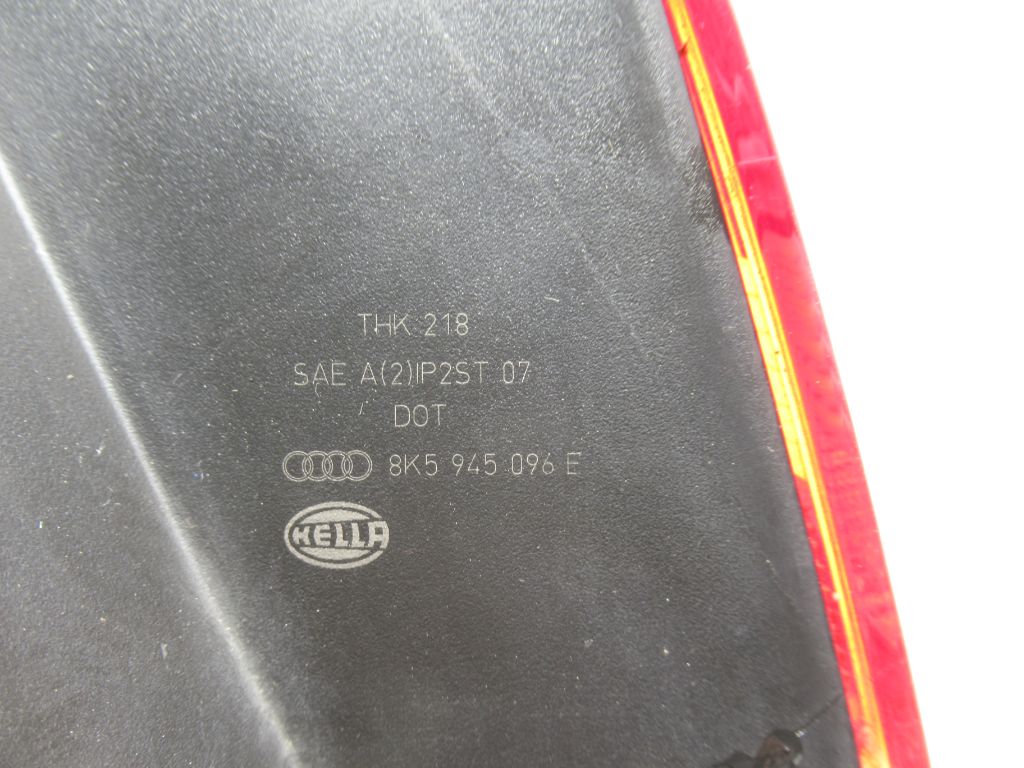 THK 218
SAE A(2)IP2ST 07
DOT
8K5 945 096 E
HELLA